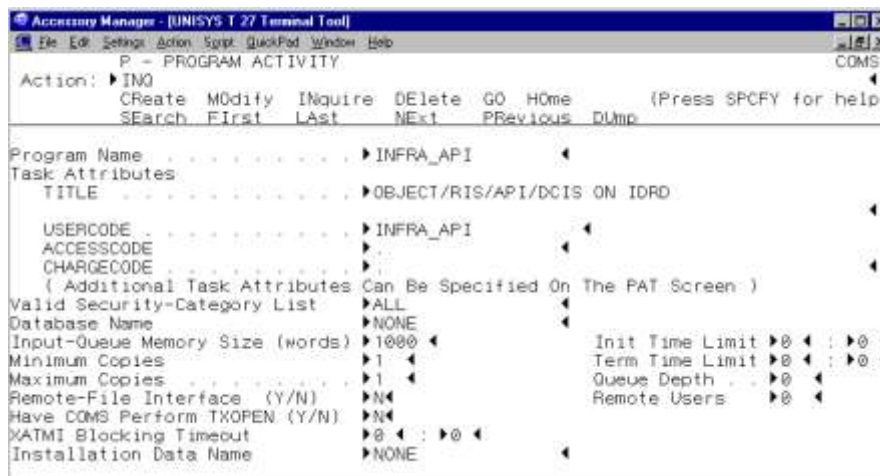 Accessory Manager - [UNISYS T 27 Terminal Tool]
File Edit Settings Action Script QuickPad Window Help
P - PROGRAM ACTIVITY COMS
Action: INQ
CReate MOdify INquire DElete GO HOme (Press SPCFY for help
SEarch FIrst LAst NExt PRevious DUmp
Program Name . . . . . . . . . . INFRA_API
Task Attributes
TITLE . . . . . . . . . . . OBJECT/RIS/API/DCIS ON IDRD
USERCODE . . . . . . . . . . INFRA_API
ACCESSCODE .
CHARGECODE . . . . . . . . . .
( Additional Task Attributes Can Be Specified On The PAT Screen )
Valid Security-Category List ALL
Database Name NONE
Input-Queue Memory Size (words) 1000 Init Time Limit 0 : 0
Minimum Copies 1 Term Time Limit 0 : 0
Maximum Copies . . . . . . . . 1 Queue Depth . . 0
Remote-File Interface (Y/N) N Remote Users 0
Have COMS Perform TXOPEN (Y/N) N
XATMI Blocking Timeout 0 : 0
Installation Data Name NONE